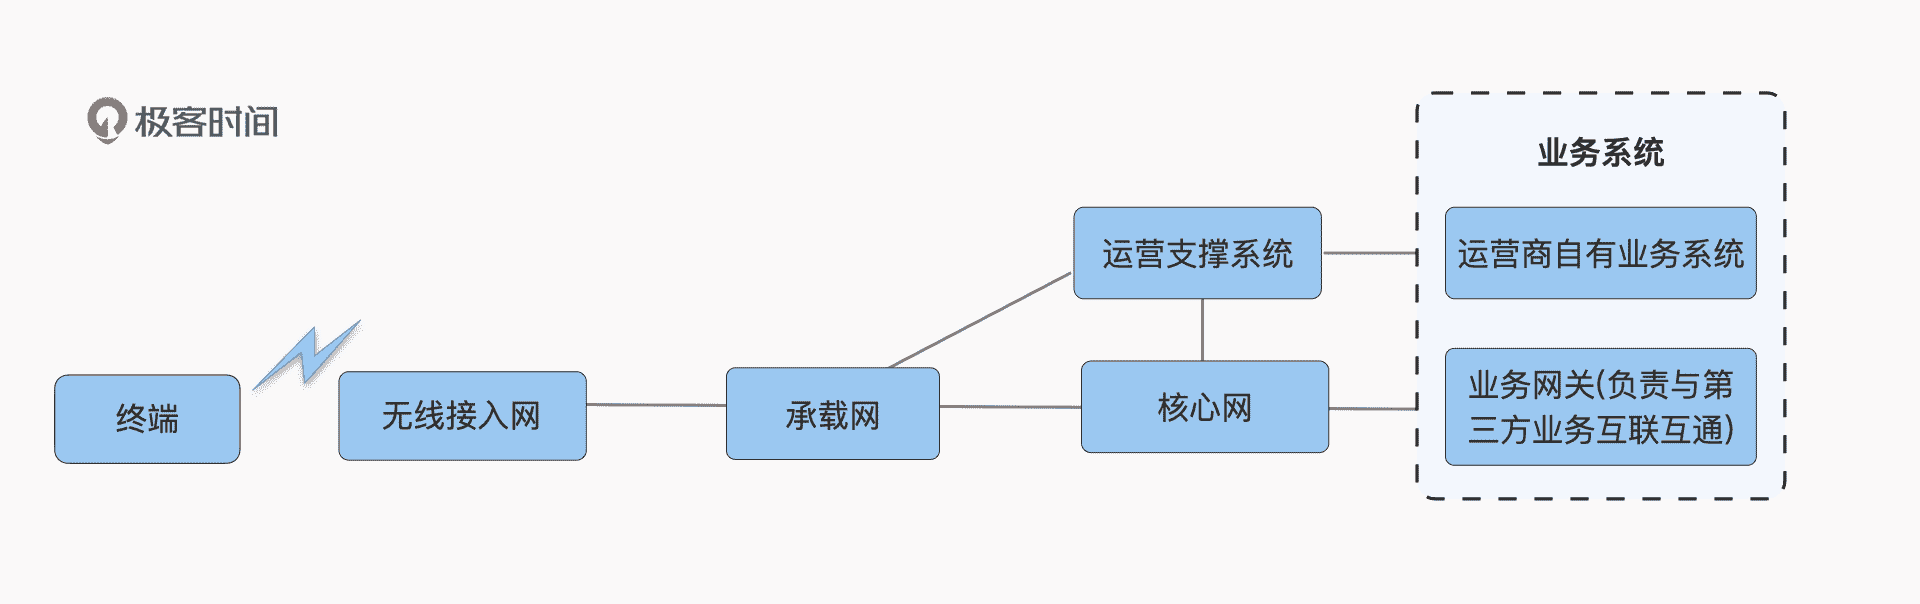 极客时间
业务系统
运营支撑系统
运营商自有业务系统
终端
无线接入网
承载网
核心网
业务网关(负责与第
三方业务互联互通)